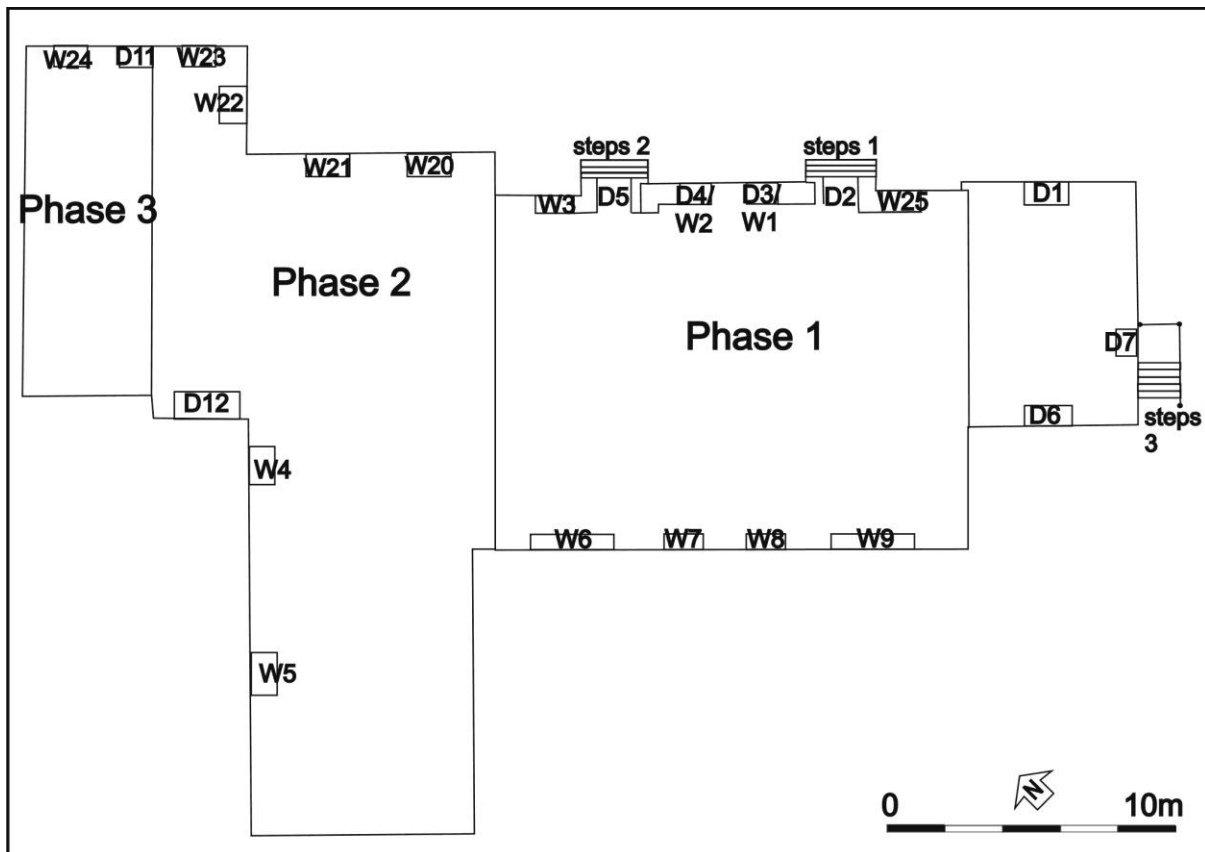 W24 D11 W23
W22
steps 2 steps 1
W21 W20
W3 D5 D4/ D3/ D2 W25 D1
W2 W1
Phase 3
Phase 2
Phase 1
D7
D12 D6 steps
3
W4
W6 W7 W8 W9
W5
N
0 10m